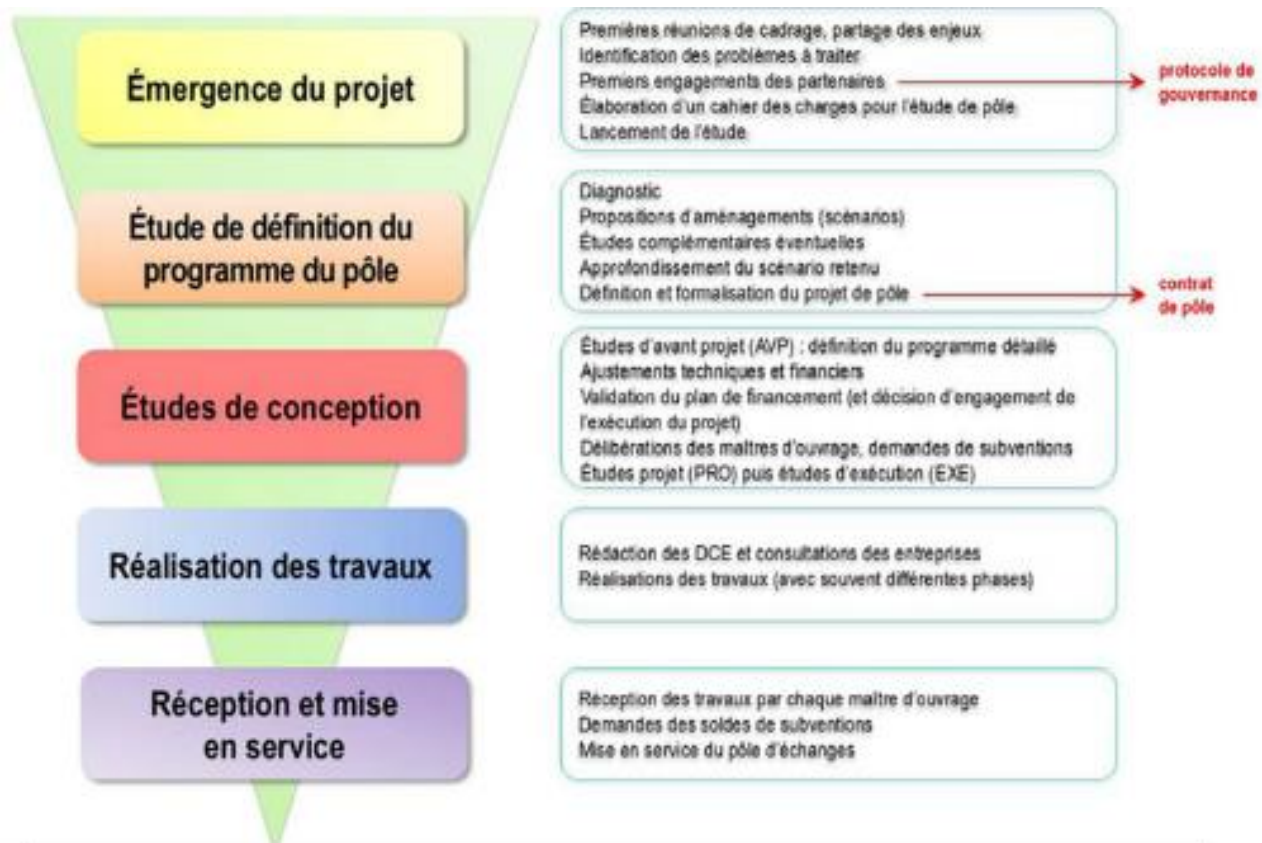 Émergence du projet
Premières réunions de cadrage, partage des enjeux
Identification des problèmes à traiter
Premiers engagements des partenaires
Élaboration d'un cahier des charges pour l'étude de pôle
Lancement de l'étude
protocole de
gouvernance
Étude de définition du
programme du pôle
Diagnostic
Propositions d'aménagements (scénarios)
Études complémentaires éventuelles
Approfondissement du scénario retenu
Définition et formalisation du projet de pôle
contrat
de pôle
Études de conception
Études d'avant projet (AVP) : définition du programme détaillé
Ajustements techniques et financiers
Validation du plan de financement (et décision d'engagement de
l'exécution du projet)
Délibérations des maîtres d'ouvrage, demandes de subventions
Études projet (PRO) puis études d'exécution (EXE)
Réalisation des travaux
Rédaction des DCE et consultations des entreprises
Réalisations des travaux (avec souvent différentes phases)
Réception et mise
en service
Réception des travaux par chaque maître d'ouvrage
Demandes des soldes de subventions
Mise en service du pôle d'échanges